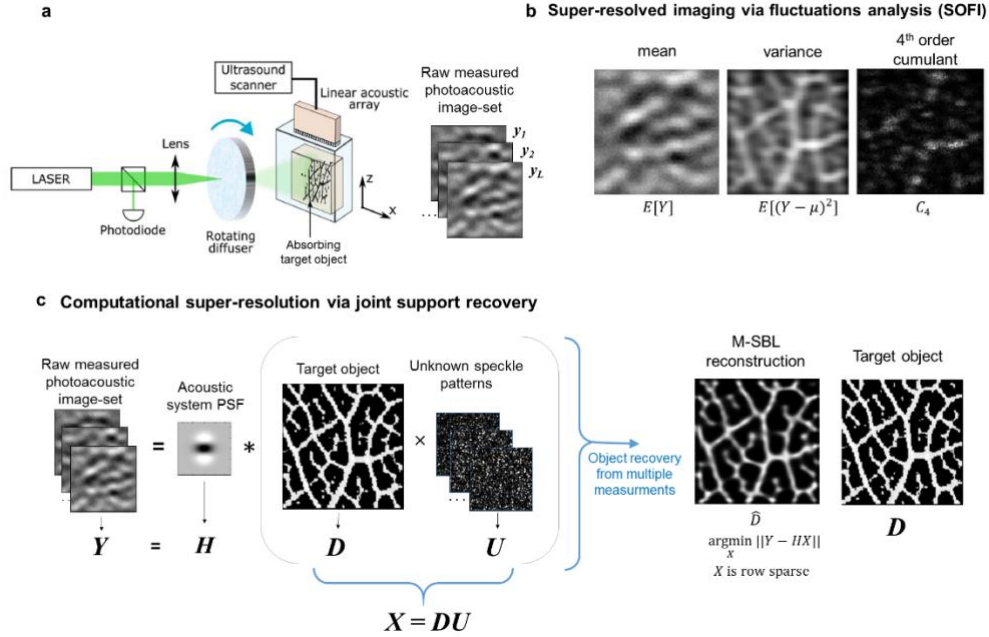 a
Ultrasound
scanner
Linear acoustic
array
Raw measured
photoacoustic
image-set
y1
y2
yL
...
Lens
LASER
Photodiode
Rotating
diffuser
Absorbing
target object
Z
X
b Super-resolved imaging via fluctuations analysis (SOFI)
mean
variance
4th order
cumulant
E[Y]
E[(Y − μ)²]
C₄
c Computational super-resolution via joint support recovery
Raw measured
photoacoustic
image-set
Acoustic
system PSF
Target object
Unknown speckle
patterns
...
=
*
×
...
Y = H D U
X = DU
Object recovery
from multiple
measurments
M-SBL
reconstruction
Target object
D̂
argmin ||Y − HX||
X
X is row sparse
D